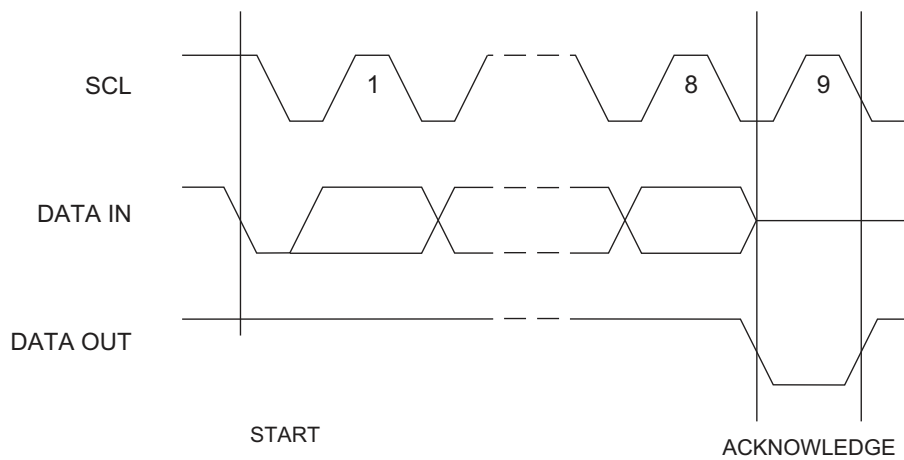 SCL
1
8
9
DATA IN
DATA OUT
START
ACKNOWLEDGE